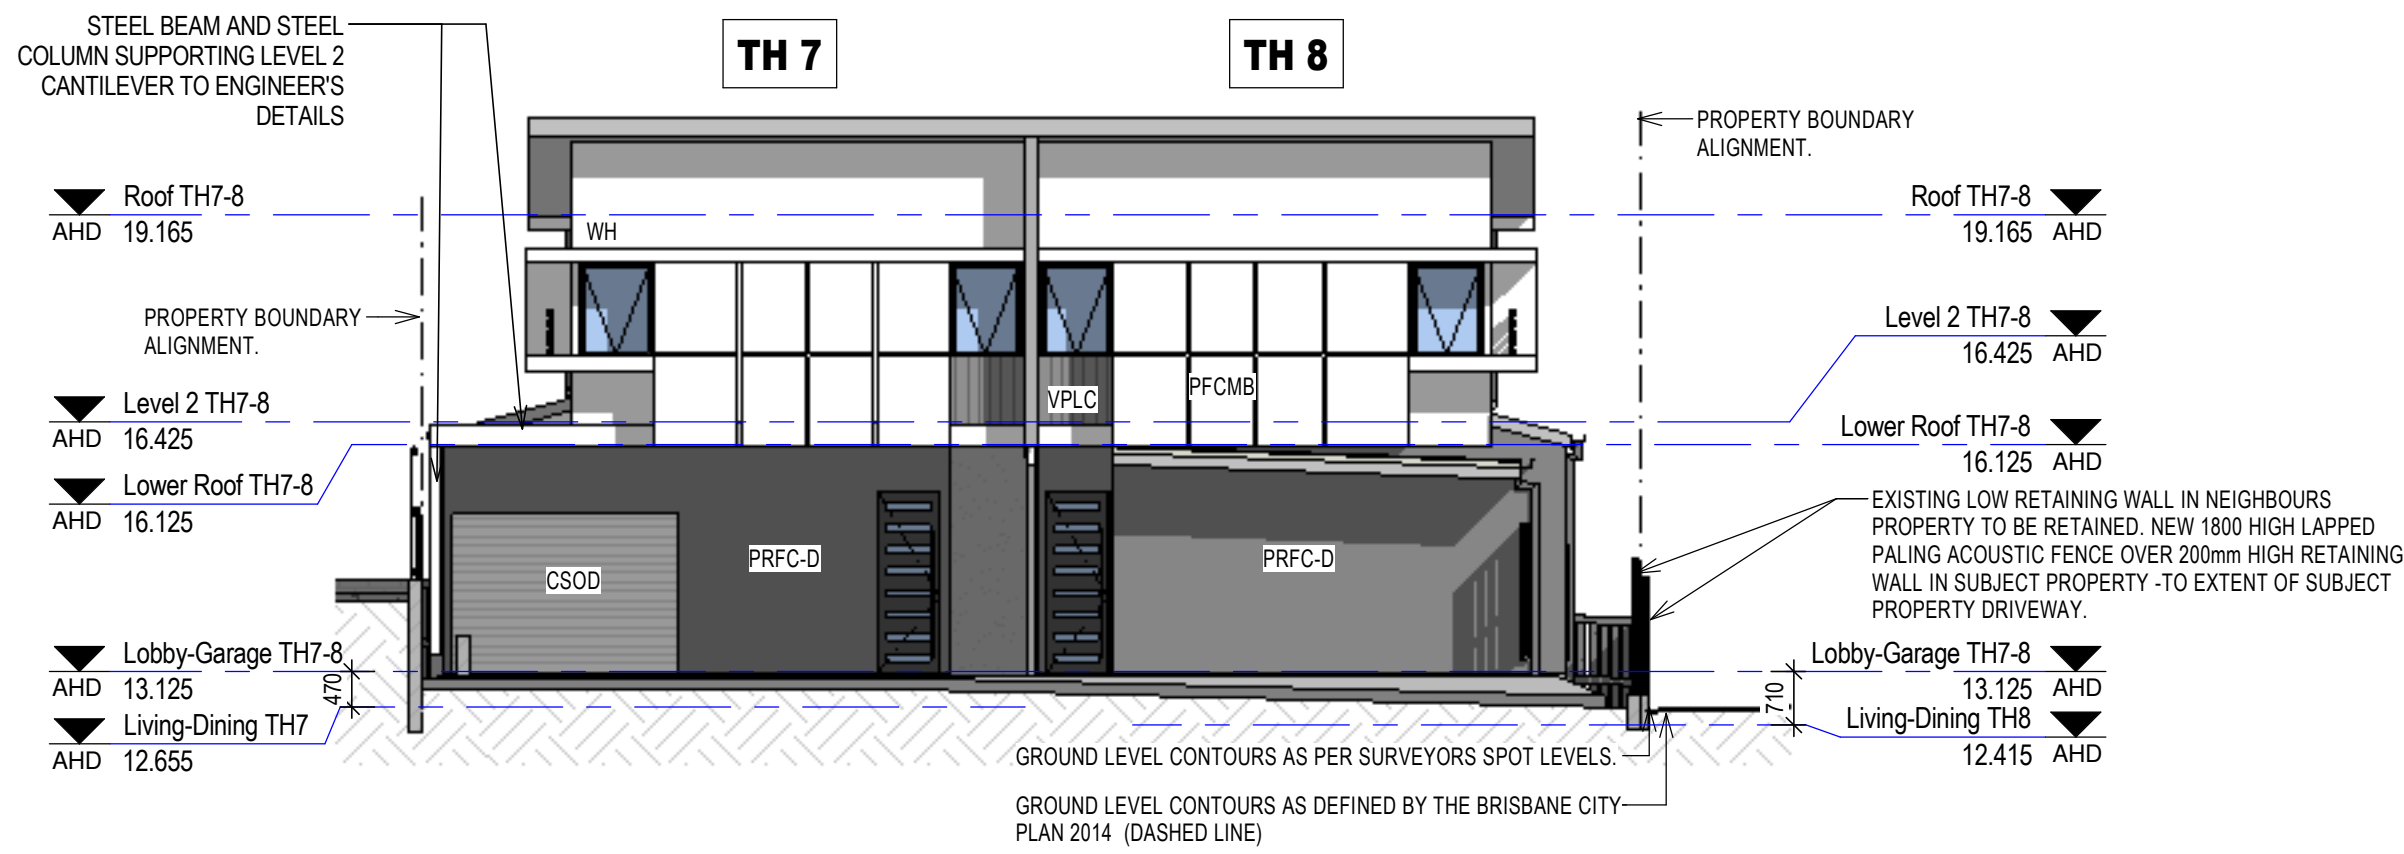 STEEL BEAM AND STEEL
COLUMN SUPPORTING LEVEL 2
CANTILEVER TO ENGINEER'S
DETAILS
TH 7
TH 8
PROPERTY BOUNDARY
ALIGNMENT.
Roof TH7-8
AHD 19.165
Roof TH7-8
19.165 AHD
WH
PROPERTY BOUNDARY
ALIGNMENT.
Level 2 TH7-8
16.425 AHD
Level 2 TH7-8
AHD 16.425
VPLC
PFCMB
Lower Roof TH7-8
16.125 AHD
Lower Roof TH7-8
AHD 16.125
EXISTING LOW RETAINING WALL IN NEIGHBOURS
PROPERTY TO BE RETAINED. NEW 1800 HIGH LAPPED
PALING ACOUSTIC FENCE OVER 200mm HIGH RETAINING
WALL IN SUBJECT PROPERTY -TO EXTENT OF SUBJECT
PROPERTY DRIVEWAY.
CSOD
PRFC-D
PRFC-D
Lobby-Garage TH7-8
AHD 13.125
470
Lobby-Garage TH7-8
13.125 AHD
710
Living-Dining TH7
AHD 12.655
Living-Dining TH8
12.415 AHD
GROUND LEVEL CONTOURS AS PER SURVEYORS SPOT LEVELS.
GROUND LEVEL CONTOURS AS DEFINED BY THE BRISBANE CITY
PLAN 2014 (DASHED LINE)